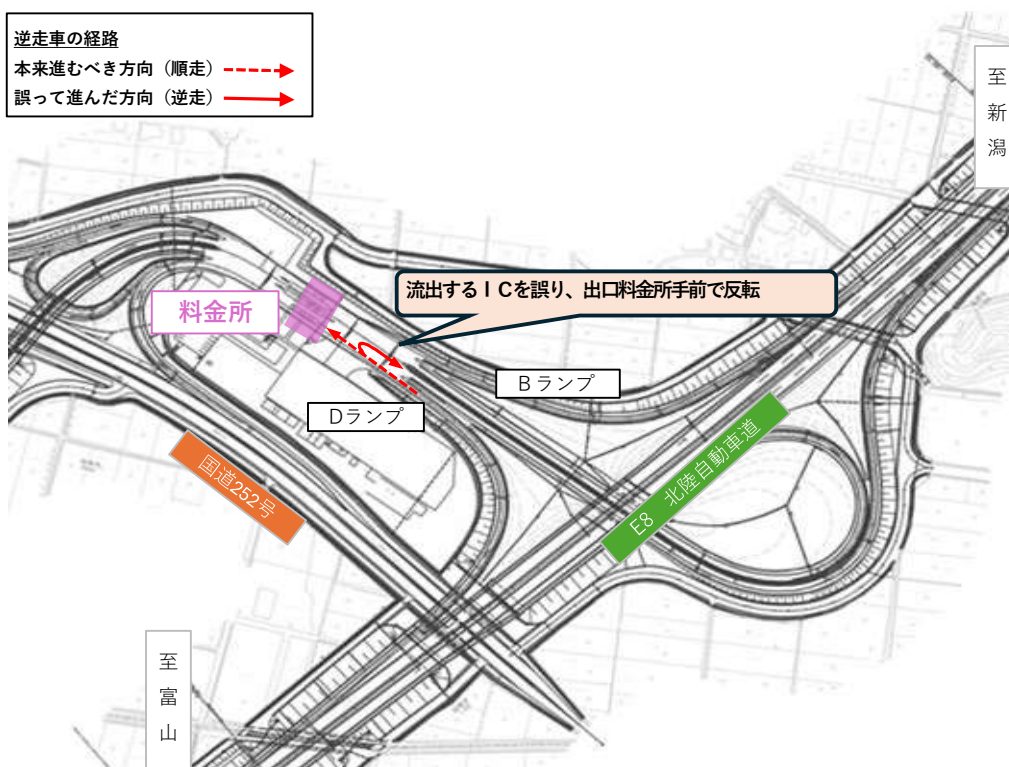 逆走車の経路
本来進むべき方向（順走）
誤って進んだ方向（逆走）
至新潟
流出するＩＣを誤り、出口料金所手前で反転
料金所
Ｂランプ
Dランプ
E8 北陸自動車道
国道252号
至富山